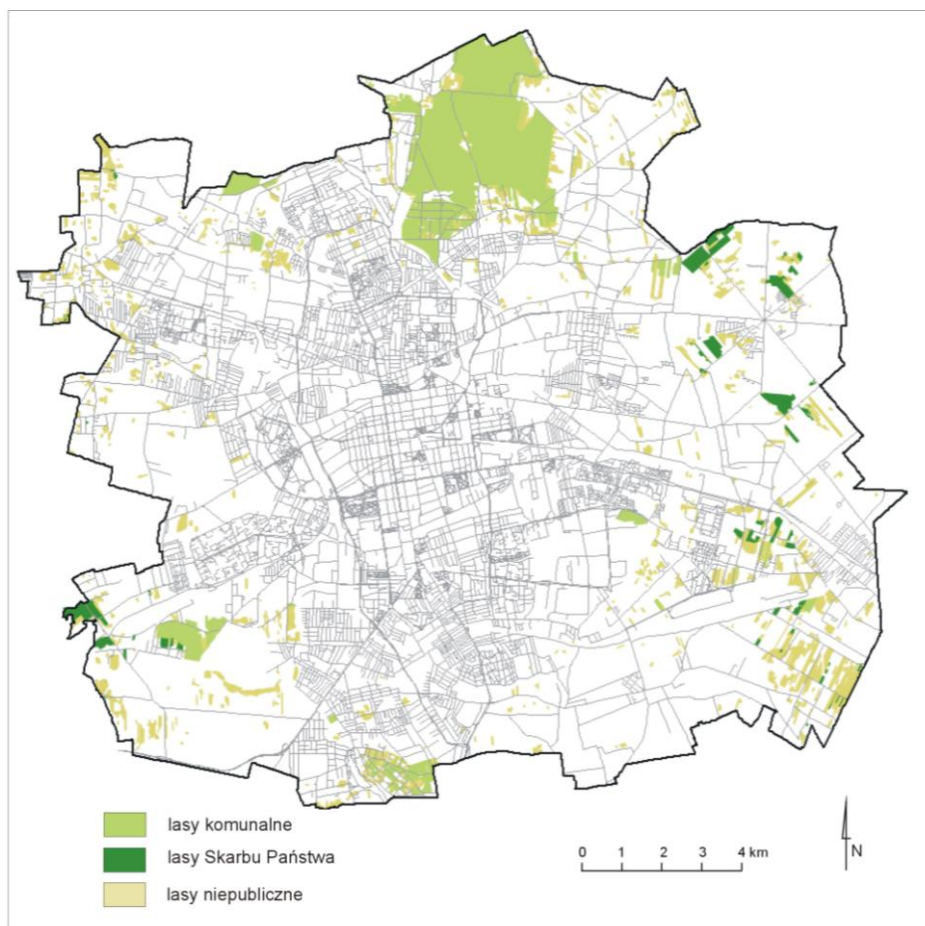 lasy komunalne
lasy Skarbu Państwa
lasy niepubliczne
0 1 2 3 4 km
N